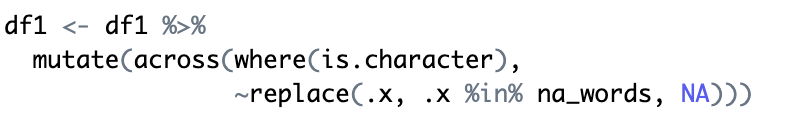 df1 <- df1 %>%
  mutate(across(where(is.character),
                ~replace(.x, .x %in% na_words, NA)))